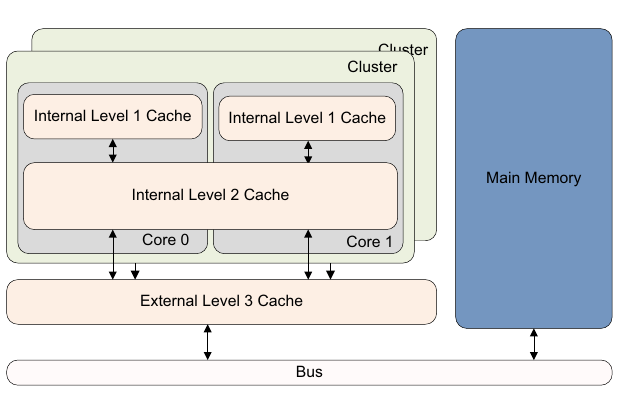 Cluster
Cluster
Internal Level 1 Cache
Internal Level 1 Cache
Main Memory
Internal Level 2 Cache
Core 0
Core 1
External Level 3 Cache
Bus